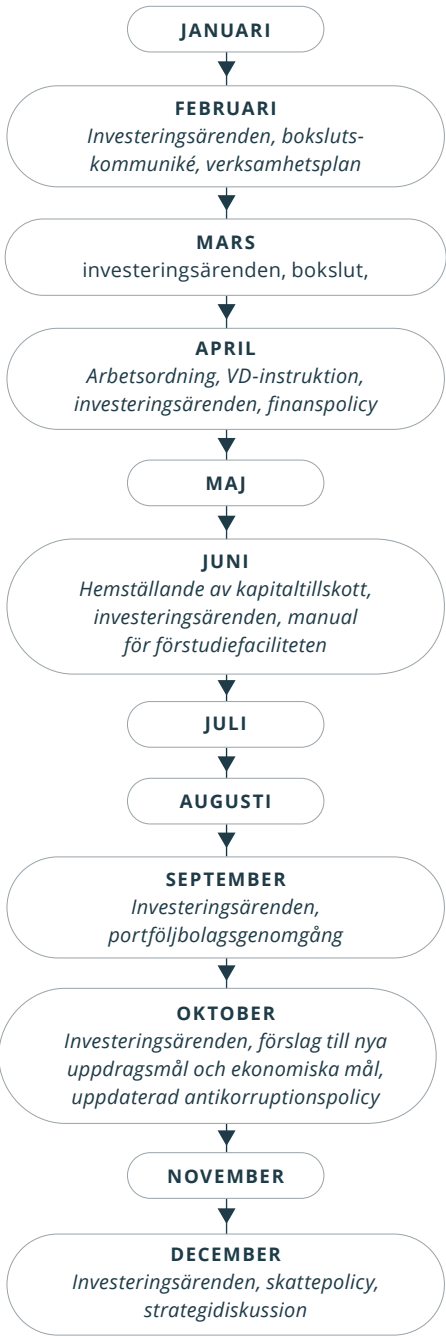 JANUARI
FEBRUARI
Investeringsärenden, boksluts-
kommuniké, verksamhetsplan
MARS
investeringsärenden, bokslut,
APRIL
Arbetsordning, VD-instruktion,
investeringsärenden, finanspolicy
MAJ
JUNI
Hemställande av kapitaltillskott,
investeringsärenden, manual
för förstudiefaciliteten
JULI
AUGUSTI
SEPTEMBER
Investeringsärenden,
portföljbolagsgenomgång
OKTOBER
Investeringsärenden, förslag till nya
uppdragsmål och ekonomiska mål,
uppdaterad antikorruptionspolicy
NOVEMBER
DECEMBER
Investeringsärenden, skattepolicy,
strategidiskussion